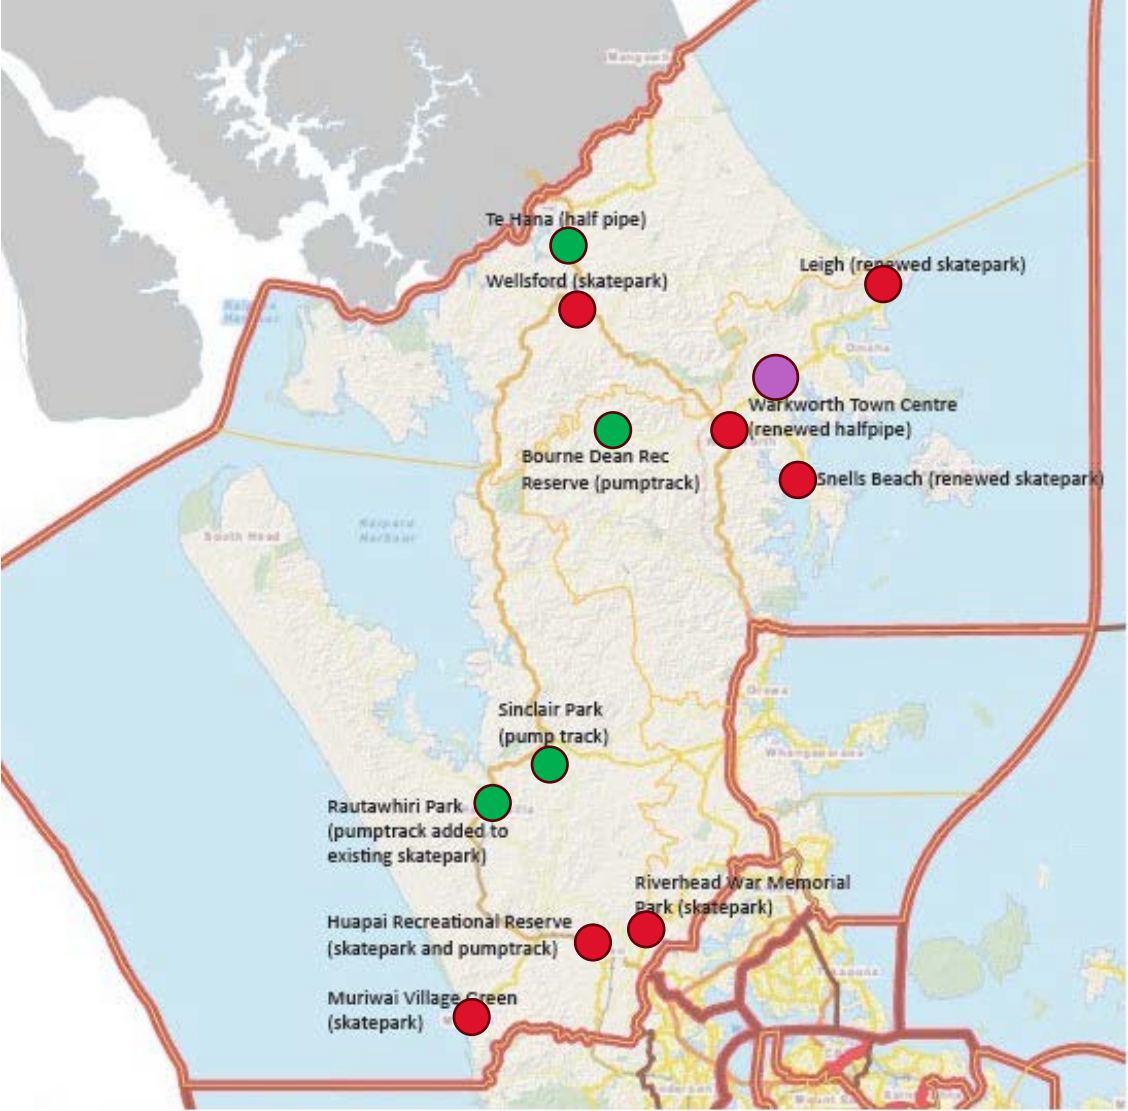 Te Hana (half pipe)
Wellsford (skatepark)
Leigh (renewed skatepark)
Omaha
Warkworth Town Centre
(renewed halfpipe)
Bourne Dean Rec
Reserve (pumptrack)
Snells Beach (renewed skatepark)
South Head
Kaipara
Harbour
Orewa
Sinclair Park
(pump track)
Whangaparaoa
Rautawhiri Park
(pumptrack added to
existing skatepark)
Riverhead War Memorial
Park (skatepark)
Huapai Recreational Reserve
(skatepark and pumptrack)
Takapuna
Muriwai Village Green
(skatepark)